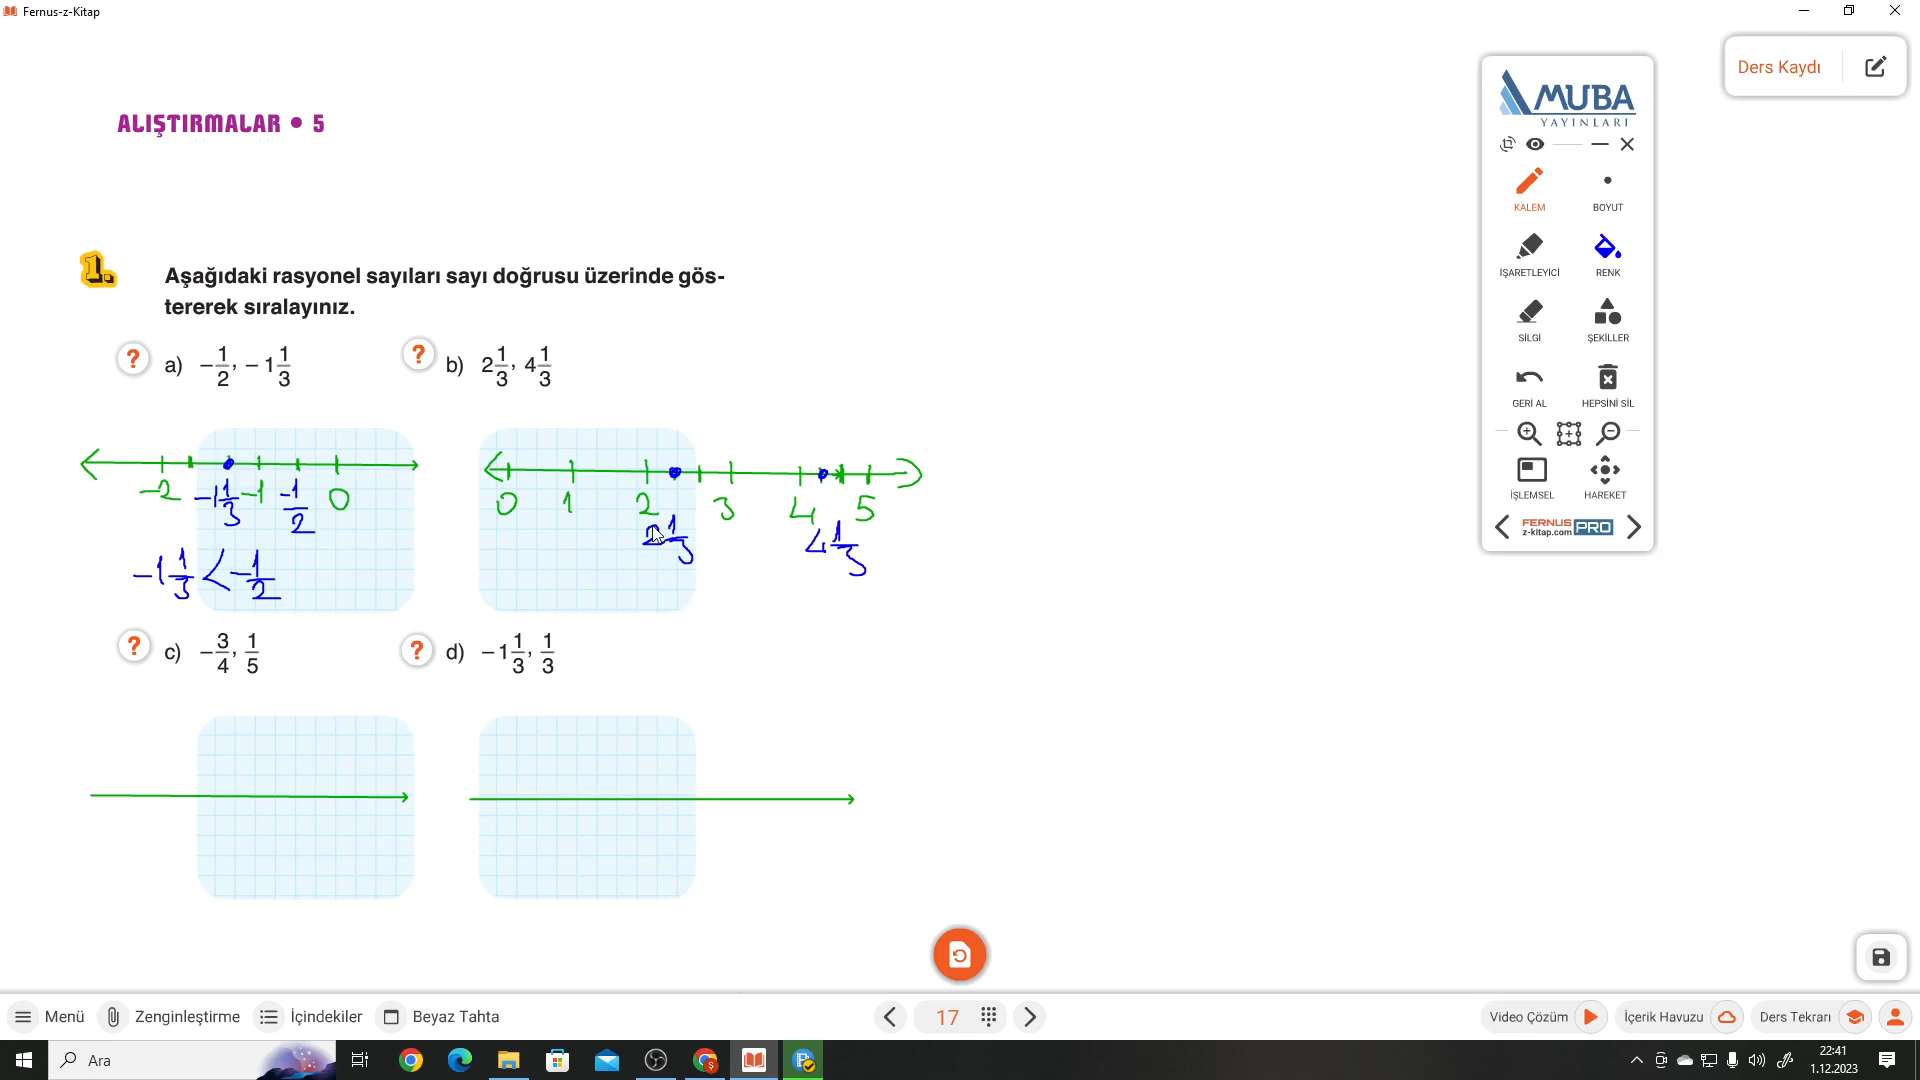 Fernus-z-Kitap
Ders Kaydı
ALIŞTIRMALAR • 5
MUBA
YAYINLARI
KALEM
BOYUT
İŞARETLEYİCİ
RENK
SİLGİ
ŞEKİLLER
GERİ AL
HEPSİNİ SİL
İŞLEMSEL
HAREKET
FERNUS PRO
z-kitap.com
1.
Aşağıdaki rasyonel sayıları sayı doğrusu üzerinde gös-
tererek sıralayınız.
? a) -1/2, -1 1/3
? b) 2 1/3, 4 1/3
-2 -1 1/3 -1 -1/2 0
0 1 2 3 4 5
2 1/3 4 1/3
-1 1/3 < -1/2
? c) -3/4, 1/5
? d) -1 1/3, 1/3
Menü Zenginleştirme İçindekiler Beyaz Tahta 17 Video Çözüm İçerik Havuzu Ders Tekrarı
Ara
22:41
1.12.2023